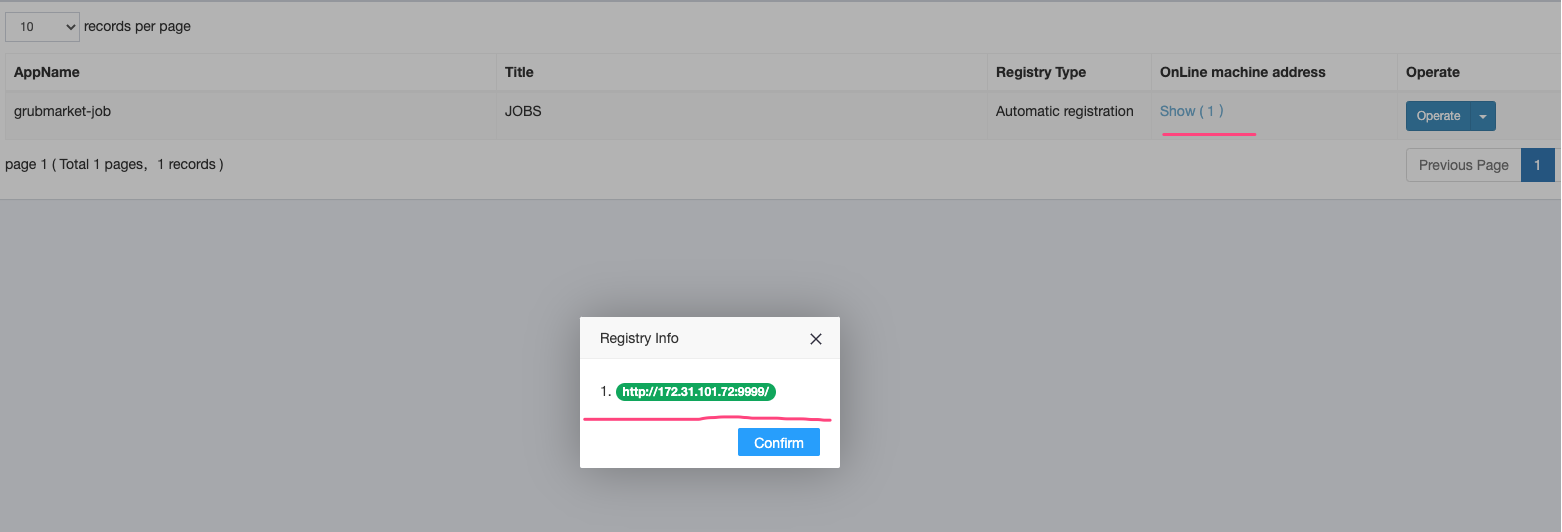 10 records per page
AppName Title Registry Type OnLine machine address Operate
grubmarket-job JOBS Automatic registration Show ( 1 ) Operate
page 1 ( Total 1 pages, 1 records ) Previous Page 1
Registry Info
1. http://172.31.101.72:9999/
Confirm